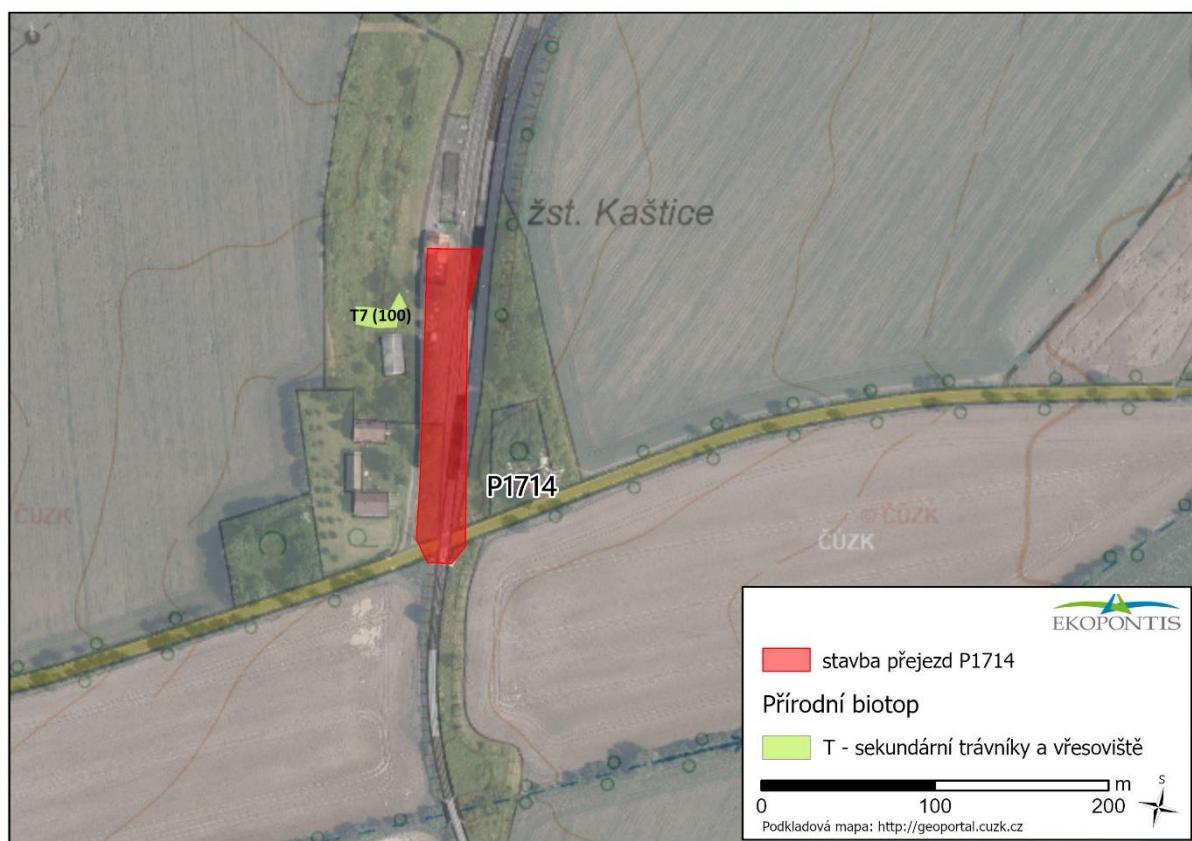 žst. Kaštice
T7 (100)
P1714
ČÚZK
© ČÚZK
ČÚZK
EKOPONTIS
stavba přejezd P1714
Přírodní biotop
T - sekundární trávníky a vřesoviště
m
0 100 200
S
Podkladová mapa: http://geoportal.cuzk.cz